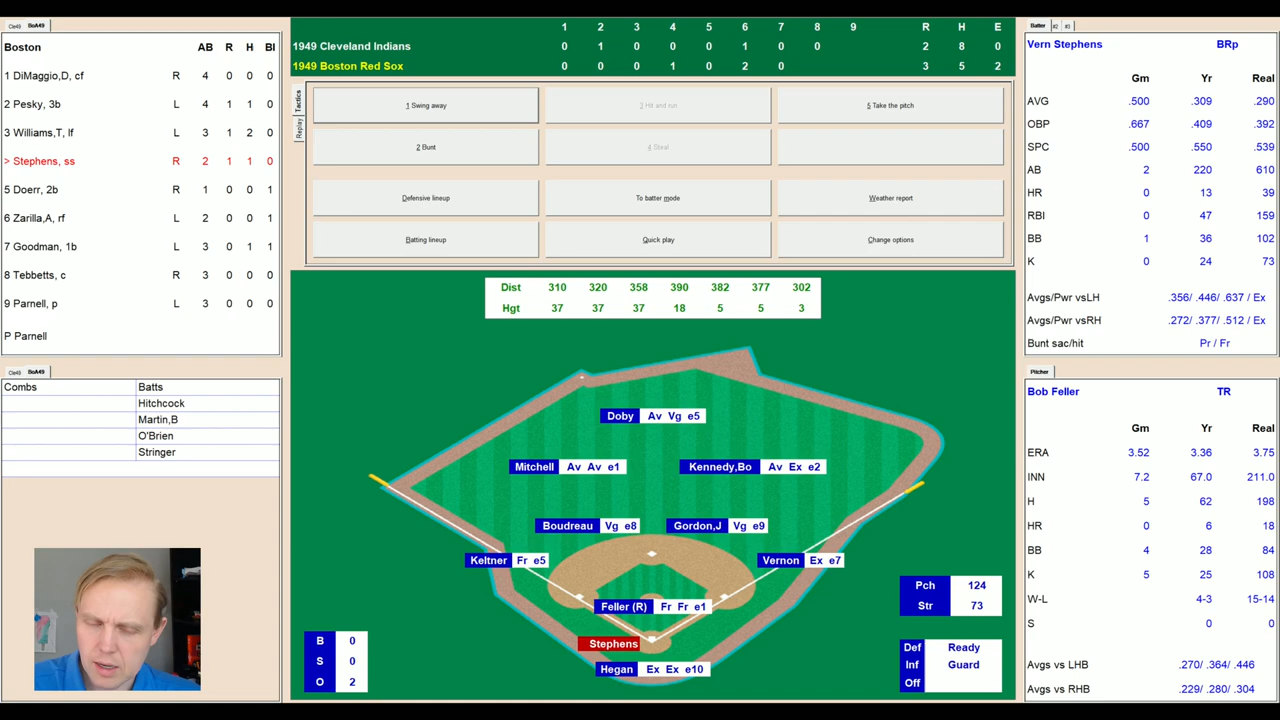 Cle49 BoA49
Boston AB R H BI
1 DiMaggio,D, cf R 4 0 0 0
2 Pesky, 3b L 4 1 1 0
3 Williams,T, lf L 3 1 2 0
> Stephens, ss R 2 1 1 0
5 Doerr, 2b R 1 0 0 1
6 Zarilla,A, rf L 2 0 0 1
7 Goodman, 1b L 3 0 1 1
8 Tebbetts, c R 3 0 0 0
9 Parnell, p L 3 0 0 0
P Parnell
Cle49 BoA49
Combs Batts
Hitchcock
Martin,B
O'Brien
Stringer
1 2 3 4 5 6 7 8 9 R H E
1949 Cleveland Indians 0 1 0 0 0 1 0 0 2 8 0
1949 Boston Red Sox 0 0 0 1 0 2 0 3 5 2
Tactics
Replay
1 Swing away
3 Hit and run
5 Take the pitch
2 Bunt
4 Steal
Defensive lineup
To batter mode
Weather report
Batting lineup
Quick play
Change options
Dist 310 320 358 390 382 377 302
Hgt 37 37 37 18 5 5 3
Doby Av Vg e5
Mitchell Av Av e1
Kennedy,Bo Av Ex e2
Boudreau Vg e8
Gordon,J Vg e9
Keltner Fr e5
Vernon Ex e7
Feller (R) Fr Fr e1
Stephens
Hegan Ex Ex e10
B 0
S 0
O 2
Pch 124
Str 73
Def Ready
Inf Guard
Off
Batter #2 #3
Vern Stephens BRp
Gm Yr Real
AVG .500 .309 .290
OBP .667 .409 .392
SPC .500 .550 .539
AB 2 220 610
HR 0 13 39
RBI 0 47 159
BB 1 36 102
K 0 24 73
Avgs/Pwr vsLH .356/ .446/ .637 / Ex
Avgs/Pwr vsRH .272/ .377/ .512 / Ex
Bunt sac/hit Pr / Fr
Pitcher
Bob Feller TR
Gm Yr Real
ERA 3.52 3.36 3.75
INN 7.2 67.0 211.0
H 5 62 198
HR 0 6 18
BB 4 28 84
K 5 25 108
W-L 4-3 15-14
S 0 0
Avgs vs LHB .270/ .364/ .446
Avgs vs RHB .229/ .280/ .304